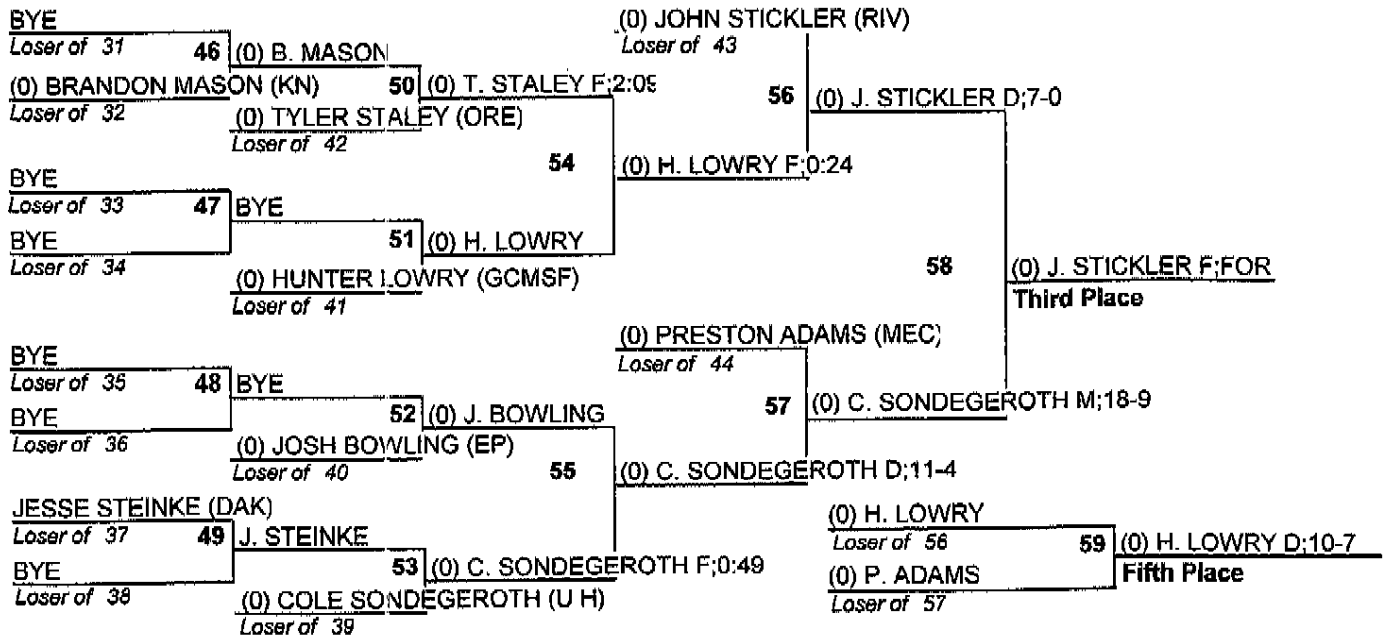 BYE
Loser of 31
46
(0) B. MASON
(0) BRANDON MASON (KN)
Loser of 32
50
(0) T. STALEY F;2:09
(0) TYLER STALEY (ORE)
Loser of 42
54
(0) H. LOWRY F;0:24
BYE
Loser of 33
47
BYE
BYE
Loser of 34
51
(0) H. LOWRY
(0) HUNTER LOWRY (GCMSF)
Loser of 41
(0) JOHN STICKLER (RIV)
Loser of 43
56
(0) J. STICKLER D;7-0
58
(0) J. STICKLER F;FOR
Third Place
BYE
Loser of 35
48
BYE
BYE
Loser of 36
52
(0) J. BOWLING
(0) JOSH BOWLING (EP)
Loser of 40
55
(0) C. SONDEGEROTH D;11-4
JESSE STEINKE (DAK)
Loser of 37
49
J. STEINKE
BYE
Loser of 38
53
(0) C. SONDEGEROTH F;0:49
(0) COLE SONDEGEROTH (U H)
Loser of 39
(0) PRESTON ADAMS (MEC)
Loser of 44
57
(0) C. SONDEGEROTH M;18-9
(0) H. LOWRY
Loser of 56
59
(0) H. LOWRY D;10-7
Fifth Place
(0) P. ADAMS
Loser of 57